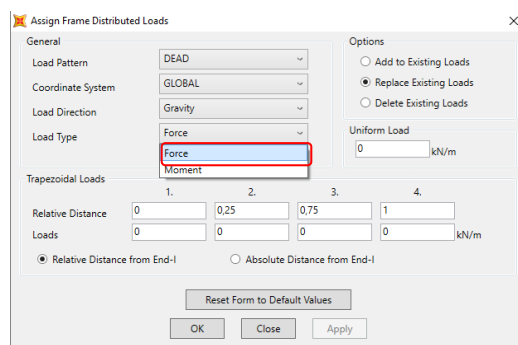 Assign Frame Distributed Loads
General
Load Pattern DEAD
Coordinate System GLOBAL
Load Direction Gravity
Load Type Force
Force
Moment
Options
Add to Existing Loads
Replace Existing Loads
Delete Existing Loads
Uniform Load
0 kN/m
Trapezoidal Loads
1. 2. 3. 4.
Relative Distance 0 0,25 0,75 1
Loads 0 0 0 0 kN/m
Relative Distance from End-I Absolute Distance from End-I
Reset Form to Default Values
OK Close Apply